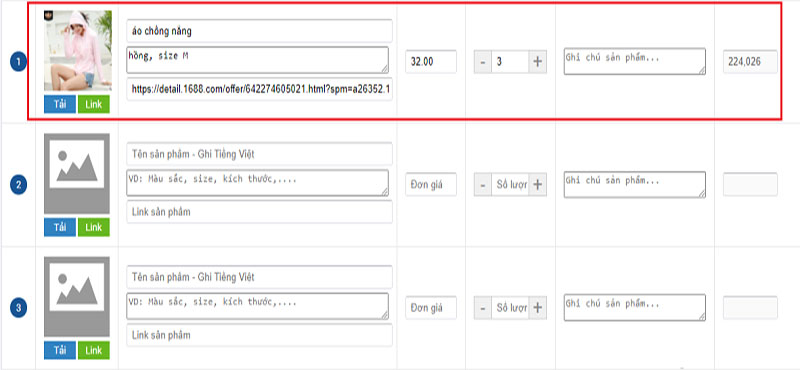 áo chống nắng
1
hồng, size M
32.00
- 3 +
Ghi chú sản phẩm...
224,026
https://detail.1688.com/offer/642274605021.html?spm=a26352.1
Tải Link
Tên sản phẩm - Ghi Tiếng Việt
2
VD: Màu sắc, size, kích thước,....
Đơn giá
- Số lượr +
Ghi chú sản phẩm...
Link sản phẩm
Tải Link
Tên sản phẩm - Ghi Tiếng Việt
3
VD: Màu sắc, size, kích thước,....
Đơn giá
- Số lượr +
Ghi chú sản phẩm...
Link sản phẩm
Tải Link